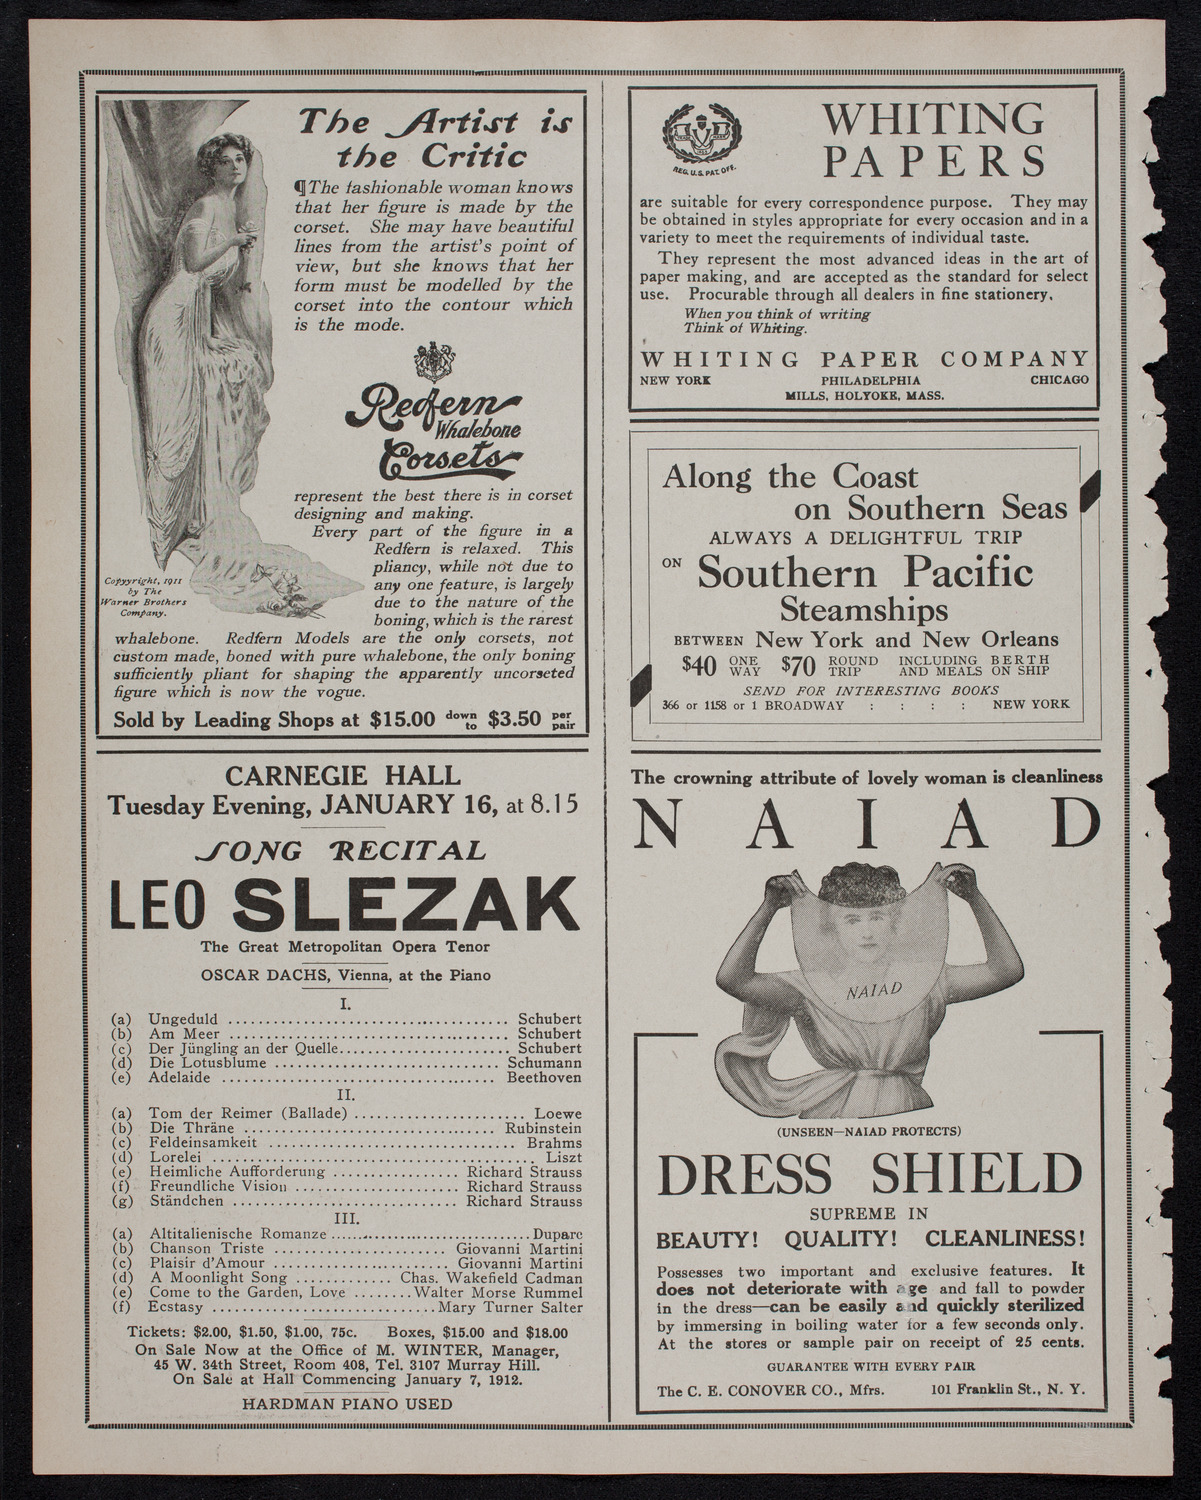 The Artist is
the Critic
¶The fashionable woman knows
that her figure is made by the
corset. She may have beautiful
lines from the artist's point of
view, but she knows that her
form must be modelled by the
corset into the contour which
is the mode.
Redfern
Whalebone
Corsets
represent the best there is in corset
designing and making.
Every part of the figure in a
Redfern is relaxed. This
pliancy, while not due to
any one feature, is largely
due to the nature of the
boning, which is the rarest
whalebone. Redfern Models are the only corsets, not
custom made, boned with pure whalebone, the only boning
sufficiently pliant for shaping the apparently uncorseted
figure which is now the vogue.
Copyright, 1911
by The
Warner Brothers
Company.
Sold by Leading Shops at $15.00 down to $3.50 per pair
CARNEGIE HALL
Tuesday Evening, JANUARY 16, at 8.15
SONG RECITAL
LEO SLEZAK
The Great Metropolitan Opera Tenor
OSCAR DACHS, Vienna, at the Piano
I.
(a) Ungeduld ........ Schubert
(b) Am Meer ........ Schubert
(c) Der Jüngling an der Quelle........ Schubert
(d) Die Lotusblume ........ Schumann
(e) Adelaide ........ Beethoven
II.
(a) Tom der Reimer (Ballade) ........ Loewe
(b) Die Thräne ........ Rubinstein
(c) Feldeinsamkeit ........ Brahms
(d) Lorelei ........ Liszt
(e) Heimliche Aufforderung ........ Richard Strauss
(f) Freundliche Vision ........ Richard Strauss
(g) Ständchen ........ Richard Strauss
III.
(a) Altitalienische Romanze ........ Duparc
(b) Chanson Triste ........ Giovanni Martini
(c) Plaisir d'Amour ........ Giovanni Martini
(d) A Moonlight Song ........ Chas. Wakefield Cadman
(e) Come to the Garden, Love ........ Walter Morse Rummel
(f) Ecstasy ........ Mary Turner Salter
Tickets: $2.00, $1.50, $1.00, 75c. Boxes, $15.00 and $18.00
On Sale Now at the Office of M. WINTER, Manager,
45 W. 34th Street, Room 408, Tel. 3107 Murray Hill.
On Sale at Hall Commencing January 7, 1912.
HARDMAN PIANO USED
REG. U.S. PAT. OFF.
WHITING
PAPERS
are suitable for every correspondence purpose. They may
be obtained in styles appropriate for every occasion and in a
variety to meet the requirements of individual taste.
They represent the most advanced ideas in the art of
paper making, and are accepted as the standard for select
use. Procurable through all dealers in fine stationery.
When you think of writing
Think of Whiting.
WHITING PAPER COMPANY
NEW YORK PHILADELPHIA CHICAGO
MILLS, HOLYOKE, MASS.
Along the Coast
on Southern Seas
ALWAYS A DELIGHTFUL TRIP
ON Southern Pacific
Steamships
BETWEEN New York and New Orleans
$40 ONE WAY $70 ROUND TRIP INCLUDING BERTH AND MEALS ON SHIP
SEND FOR INTERESTING BOOKS
366 or 1158 or 1 BROADWAY : : : : NEW YORK
The crowning attribute of lovely woman is cleanliness
NAIAD
NAIAD
(UNSEEN—NAIAD PROTECTS)
DRESS SHIELD
SUPREME IN
BEAUTY! QUALITY! CLEANLINESS!
Possesses two important and exclusive features. It
does not deteriorate with age and fall to powder
in the dress—can be easily and quickly sterilized
by immersing in boiling water for a few seconds only.
At the stores or sample pair on receipt of 25 cents.
GUARANTEE WITH EVERY PAIR
The C. E. CONOVER CO., Mfrs. 101 Franklin St., N. Y.